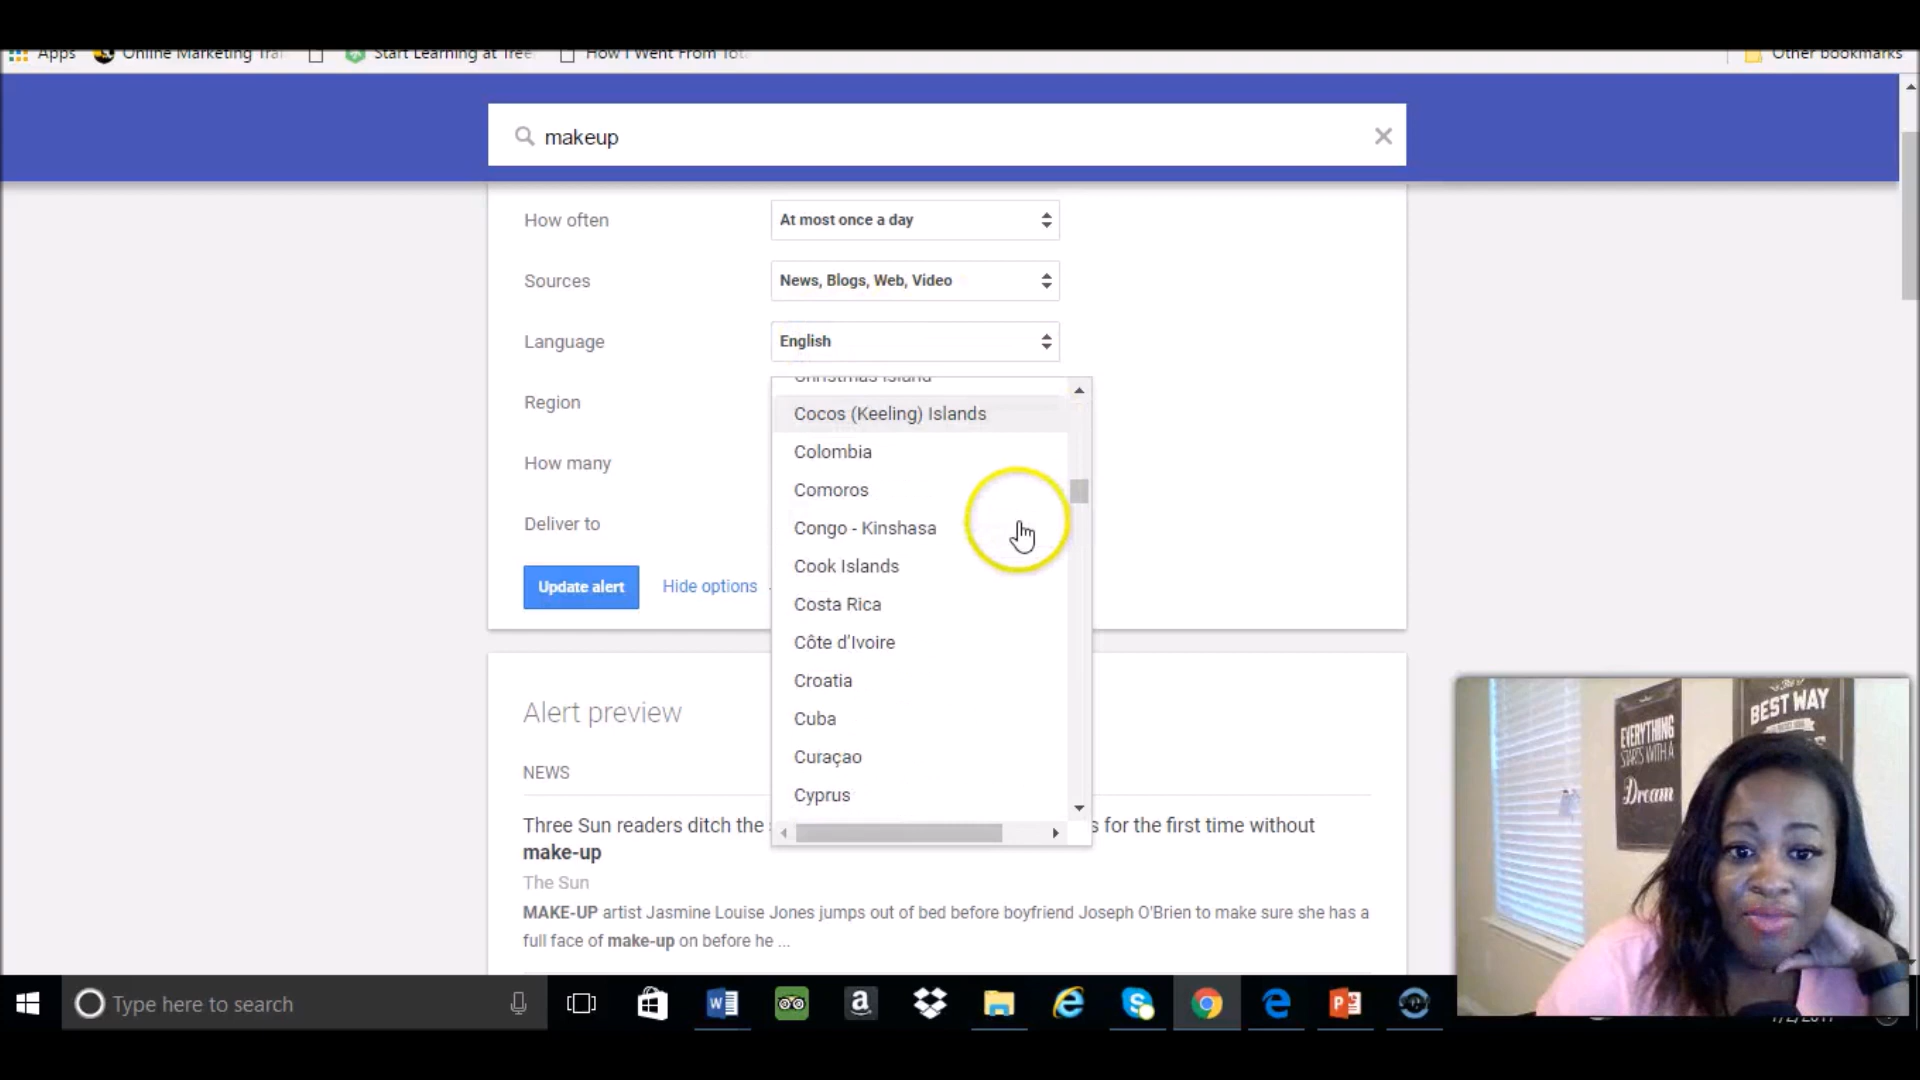 Apps Online Marketing Trai Start Learning at Tree How I Went From Tota Other bookmarks
makeup
How often At most once a day
Sources News, Blogs, Web, Video
Language English
Region
How many
Deliver to
Update alert Hide options
Christmas Island
Cocos (Keeling) Islands
Colombia
Comoros
Congo - Kinshasa
Cook Islands
Costa Rica
Côte d'Ivoire
Croatia
Cuba
Curaçao
Cyprus
Alert preview
NEWS
Three Sun readers ditch the s for the first time without
make-up
The Sun
MAKE-UP artist Jasmine Louise Jones jumps out of bed before boyfriend Joseph O'Brien to make sure she has a
full face of make-up on before he ...
EVERYTHING
STARTS WITH A
Dream
BEST WAY
Type here to search